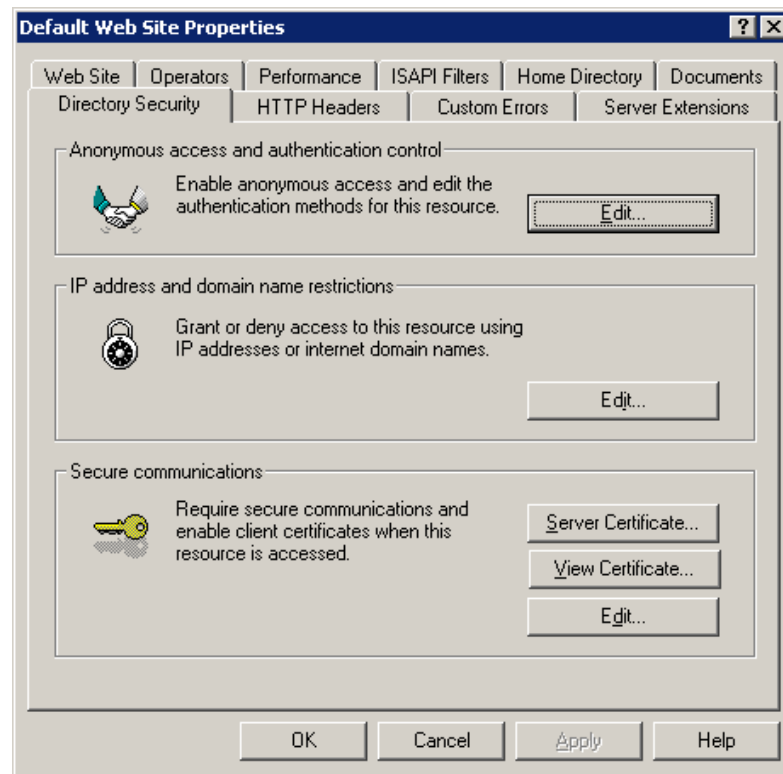 Default Web Site Properties
Web Site Operators Performance ISAPI Filters Home Directory Documents
Directory Security HTTP Headers Custom Errors Server Extensions
Anonymous access and authentication control
Enable anonymous access and edit the
authentication methods for this resource.
Edit...
IP address and domain name restrictions
Grant or deny access to this resource using
IP addresses or internet domain names.
Edit...
Secure communications
Require secure communications and
enable client certificates when this
resource is accessed.
Server Certificate...
View Certificate...
Edit...
OK Cancel Apply Help